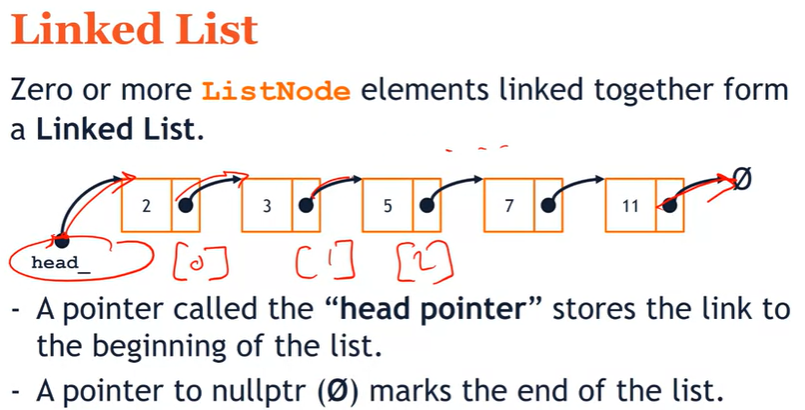 Linked List
Zero or more ListNode elements linked together form
a Linked List.
2 3 5 7 11 Ø
head_ [0] [1] [2]
- A pointer called the “head pointer” stores the link to
the beginning of the list.
- A pointer to nullptr (Ø) marks the end of the list.